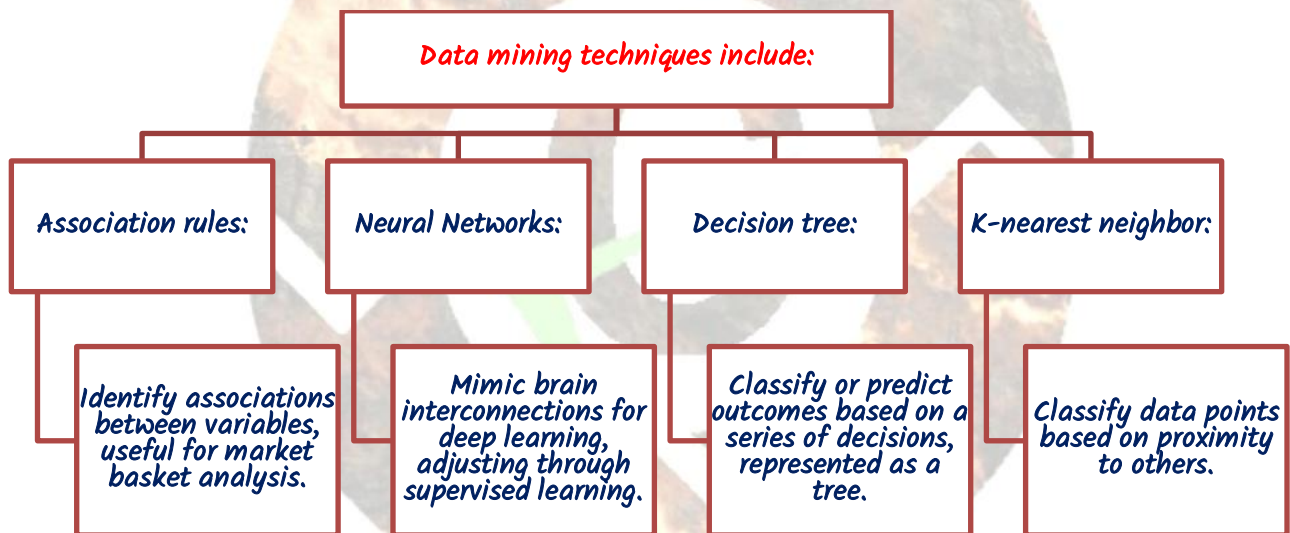 Data mining techniques include:
Association rules:
Identify associations
between variables,
useful for market
basket analysis.
Neural Networks:
Mimic brain
interconnections for
deep learning,
adjusting through
supervised learning.
Decision tree:
Classify or predict
outcomes based on a
series of decisions,
represented as a
tree.
K-nearest neighbor:
Classify data points
based on proximity
to others.